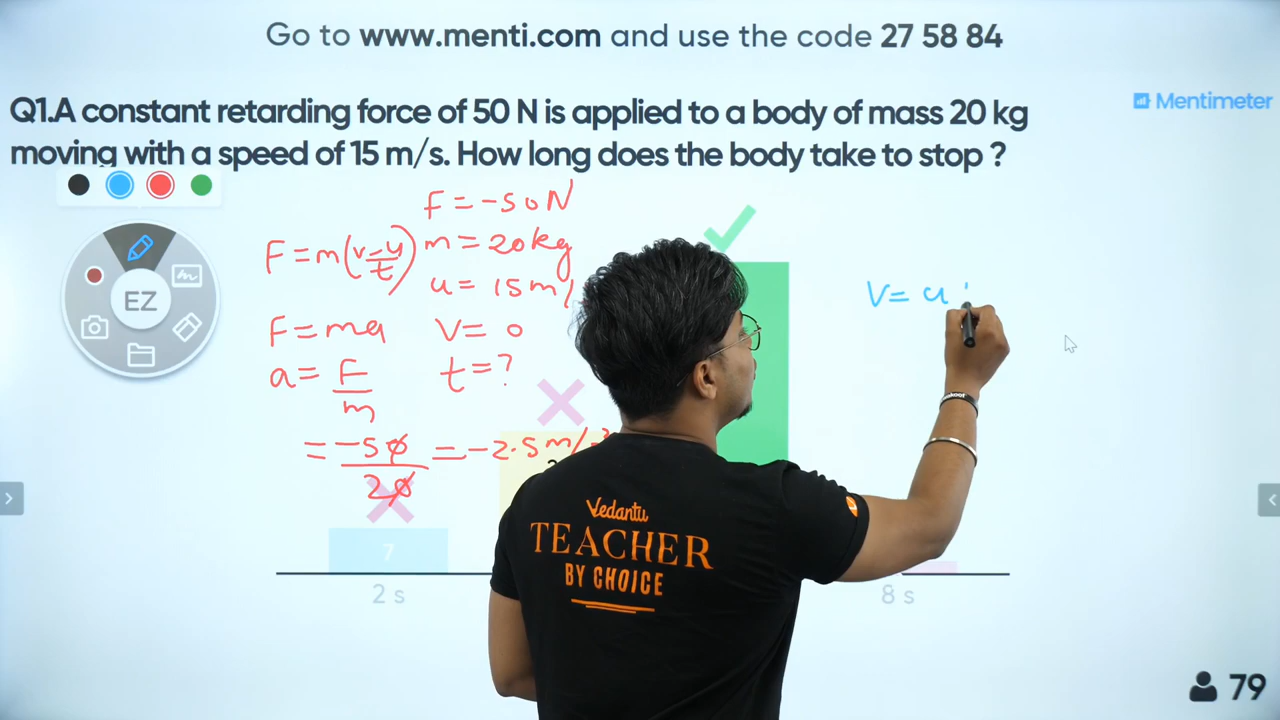 Go to www.menti.com and use the code 27 58 84
Mentimeter
Q1.A constant retarding force of 50 N is applied to a body of mass 20 kg
moving with a speed of 15 m/s. How long does the body take to stop ?
F = -50N
F = m(v-u/t)
m = 20kg
u = 15m/
F = ma
v = 0
a = F/m
t = ?
= -50/20 = -2.5m/
V = u
EZ
7
2 s
8 s
Vedantu
TEACHER
BY CHOICE
79